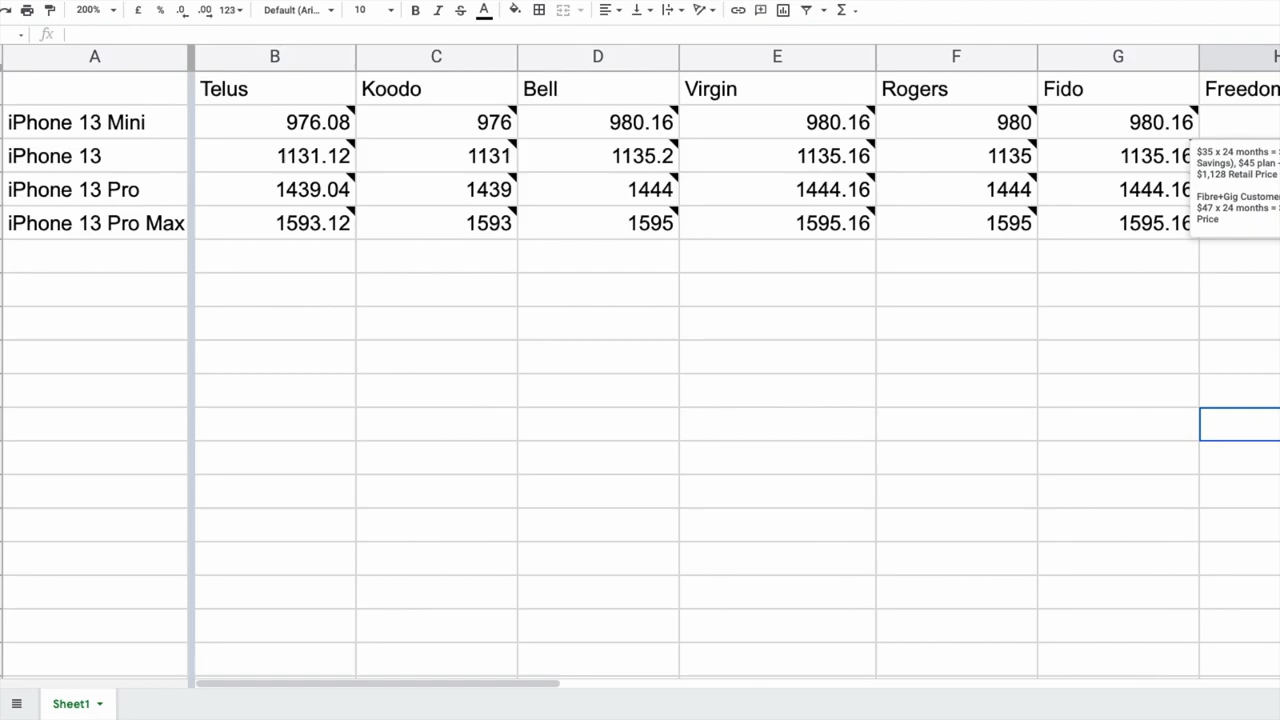 200% £ % .0 .00 123 Default (Ari... 10 B I S A Σ
fx
A B C D E F G
Telus Koodo Bell Virgin Rogers Fido Freedom
iPhone 13 Mini 976.08 976 980.16 980.16 980 980.16
iPhone 13 1131.12 1131 1135.2 1135.16 1135 1135.16
iPhone 13 Pro 1439.04 1439 1444 1444.16 1444 1444.16
iPhone 13 Pro Max 1593.12 1593 1595 1595.16 1595 1595.16
$35 x 24 months =
Savings), $45 plan
$1,128 Retail Price
Fibre+Gig Customer
$47 x 24 months =
Price
Sheet1